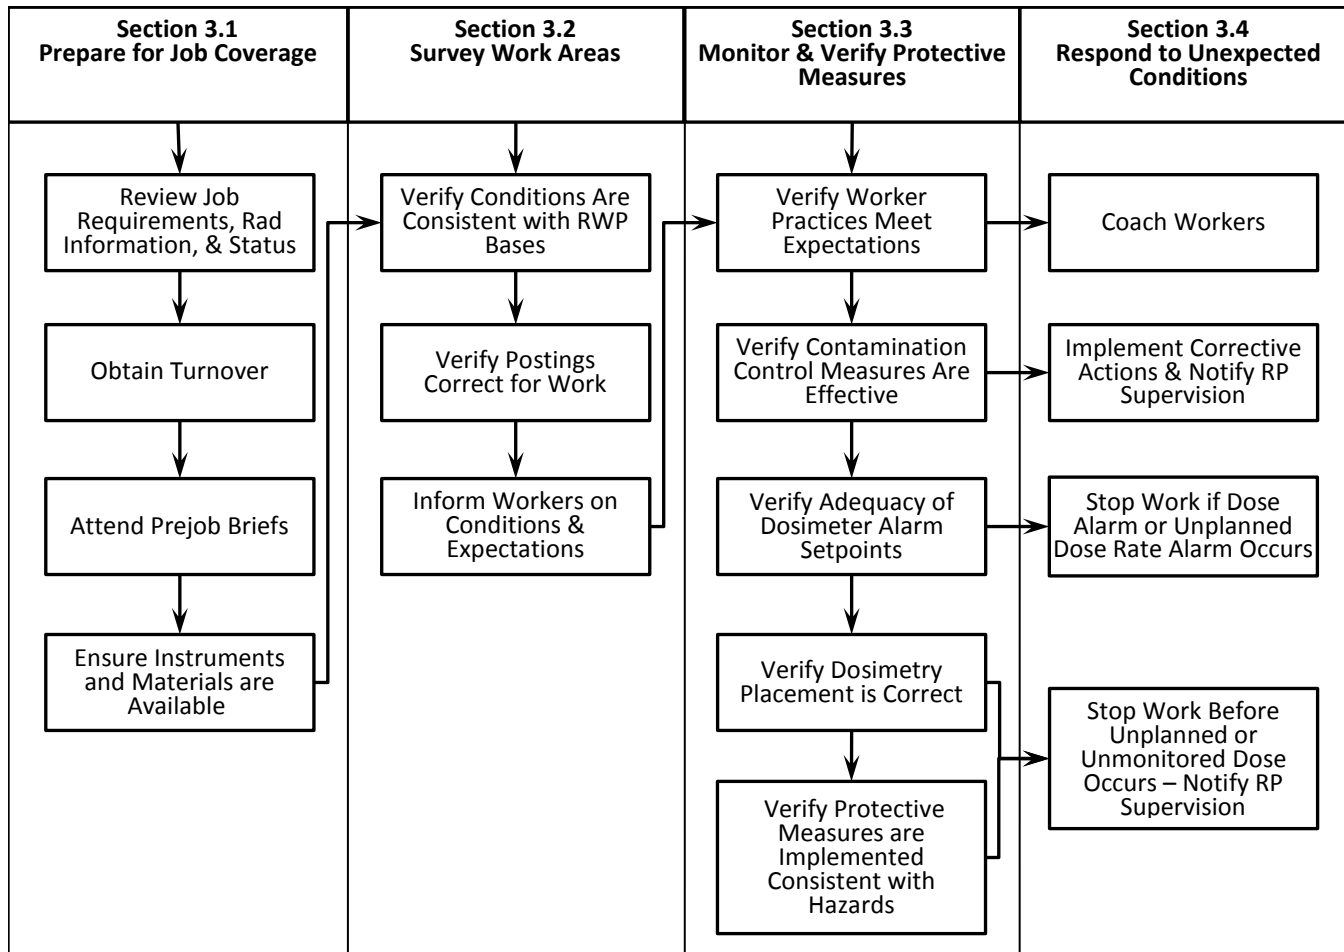 Section 3.1
Prepare for Job Coverage
Section 3.2
Survey Work Areas
Section 3.3
Monitor & Verify Protective
Measures
Section 3.4
Respond to Unexpected
Conditions
Review Job
Requirements, Rad
Information, & Status
Obtain Turnover
Attend Prejob Briefs
Ensure Instruments
and Materials are
Available
Verify Conditions Are
Consistent with RWP
Bases
Verify Postings
Correct for Work
Inform Workers on
Conditions &
Expectations
Verify Worker
Practices Meet
Expectations
Verify Contamination
Control Measures Are
Effective
Verify Adequacy of
Dosimeter Alarm
Setpoints
Verify Dosimetry
Placement is Correct
Verify Protective
Measures are
Implemented
Consistent with
Hazards
Coach Workers
Implement Corrective
Actions & Notify RP
Supervision
Stop Work if Dose
Alarm or Unplanned
Dose Rate Alarm Occurs
Stop Work Before
Unplanned or
Unmonitored Dose
Occurs – Notify RP
Supervision